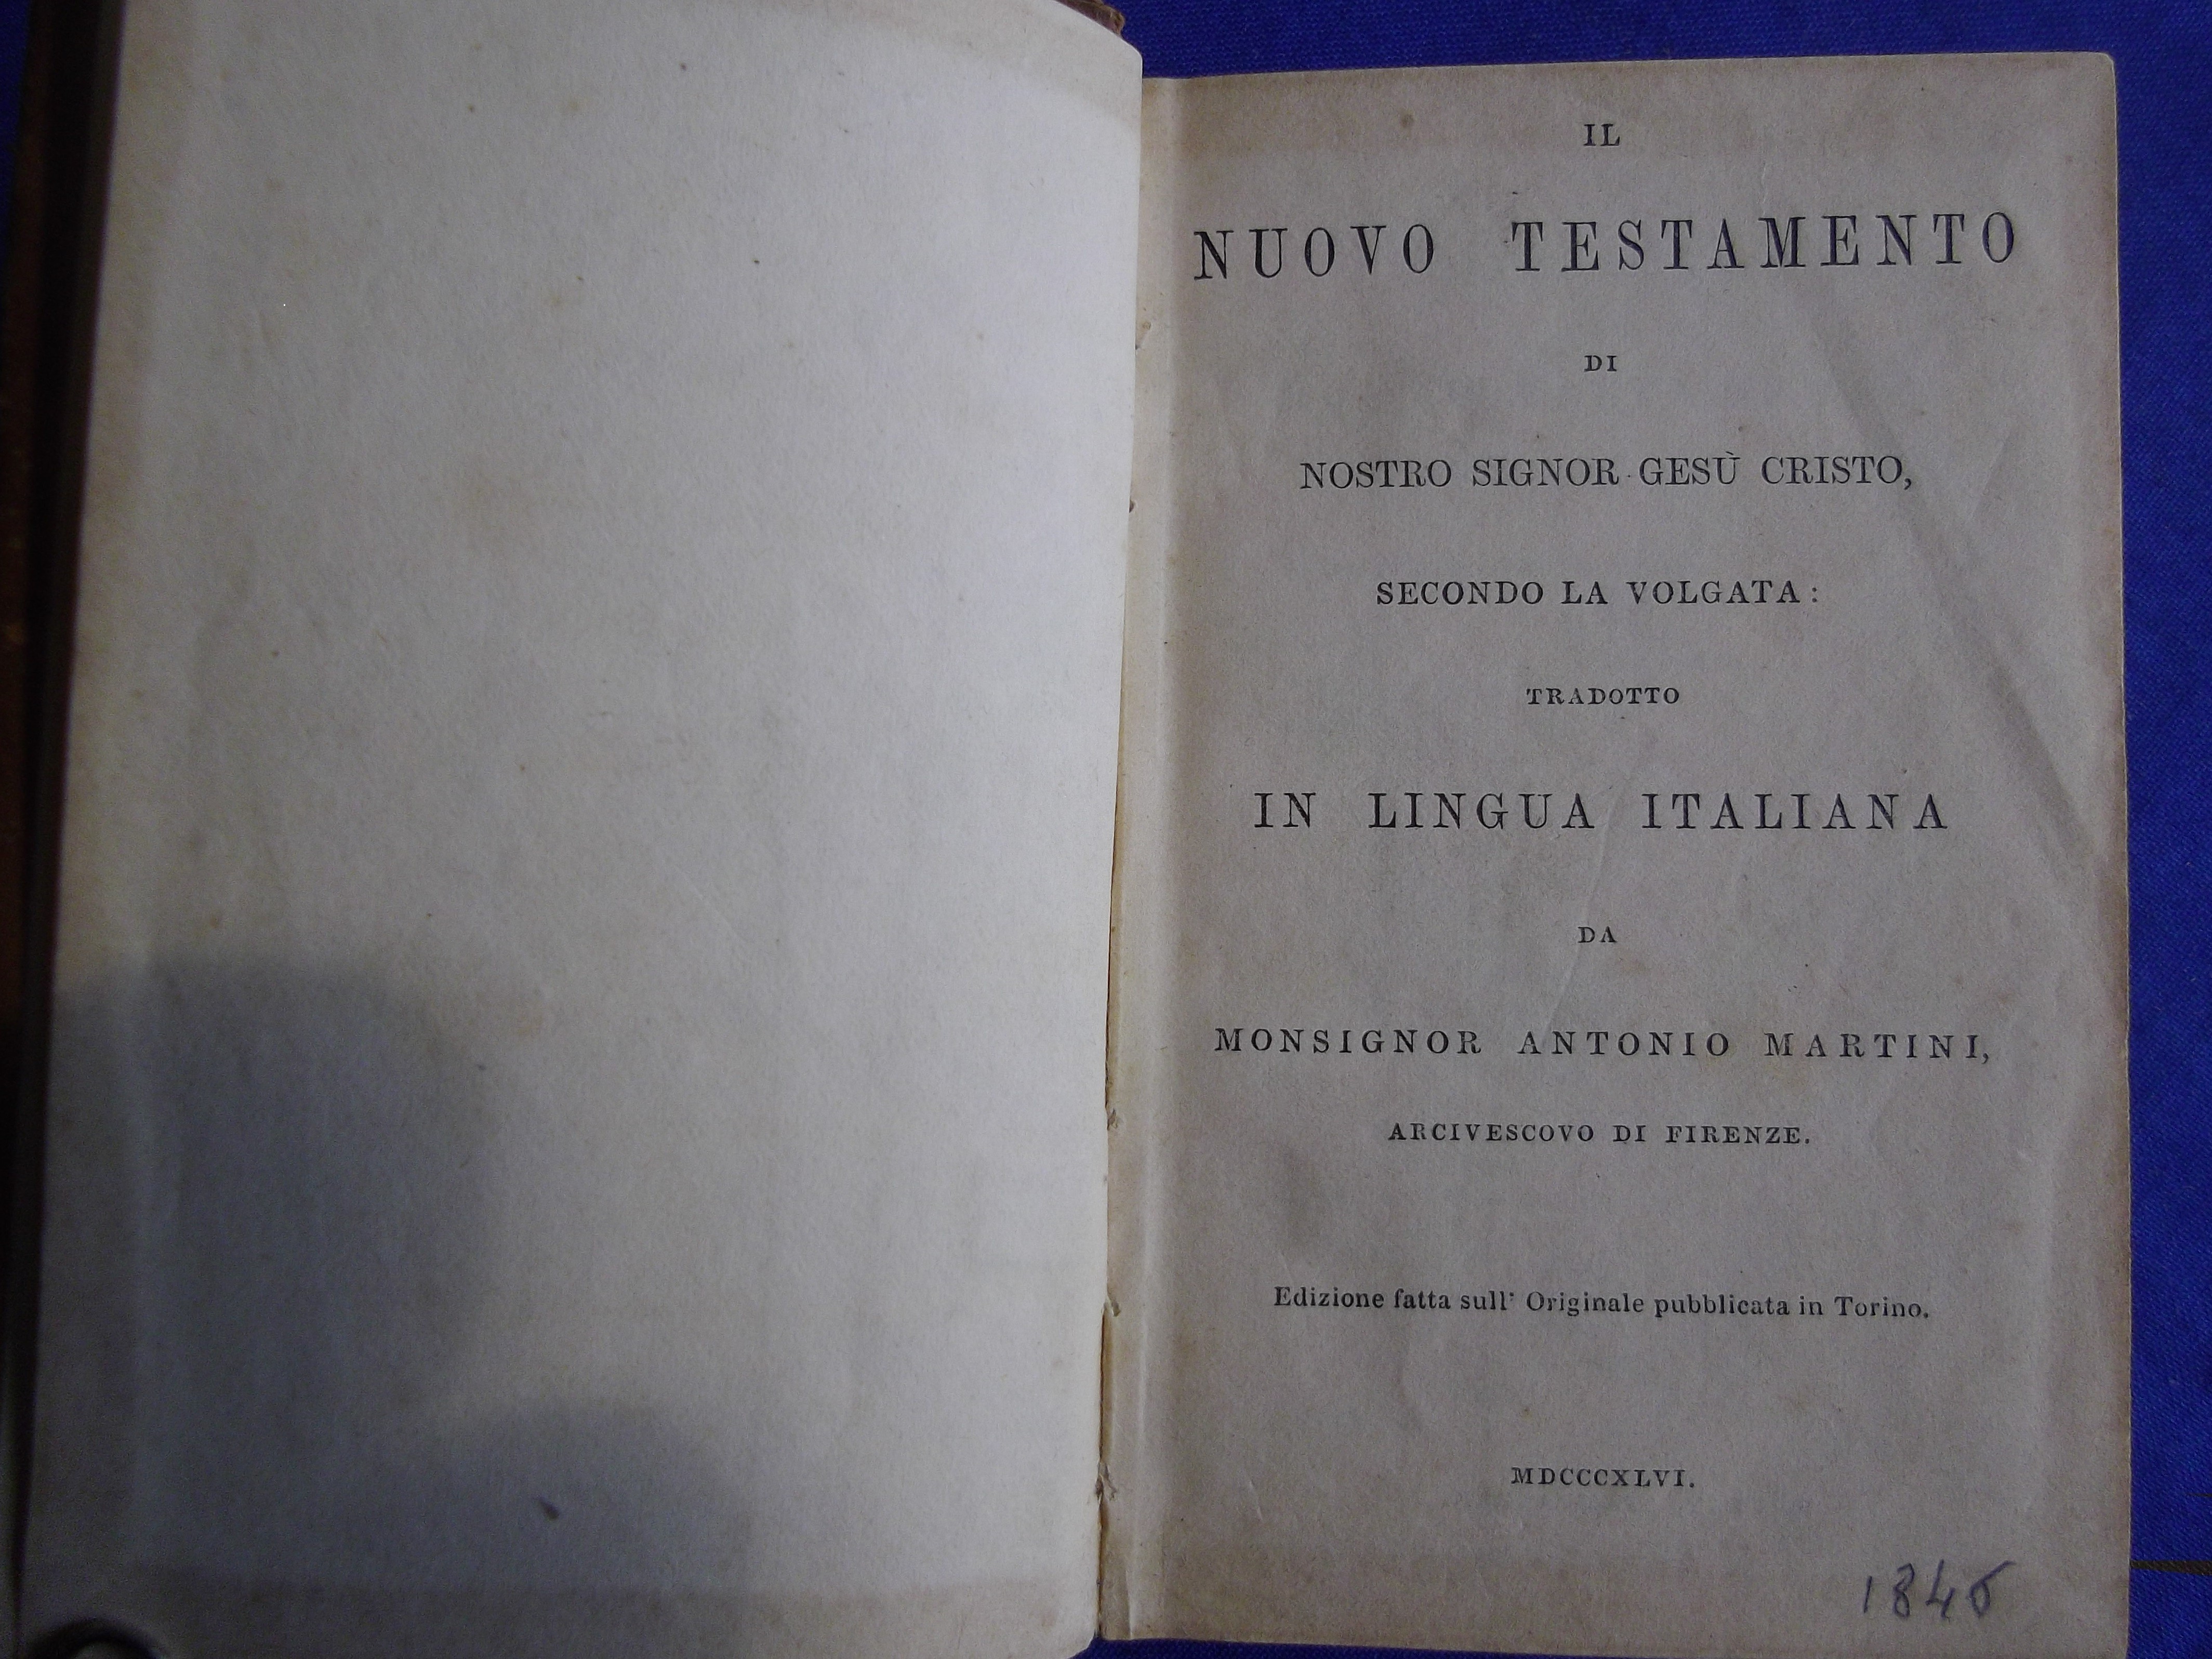 IL
NUOVO TESTAMENTO
DI
NOSTRO SIGNOR GESÙ CRISTO,
SECONDO LA VOLGATA:
TRADOTTO
IN LINGUA ITALIANA
DA
MONSIGNOR ANTONIO MARTINI,
ARCIVESCOVO DI FIRENZE.
Edizione fatta sull' Originale pubblicata in Torino.
MDCCCXLVI.
1846